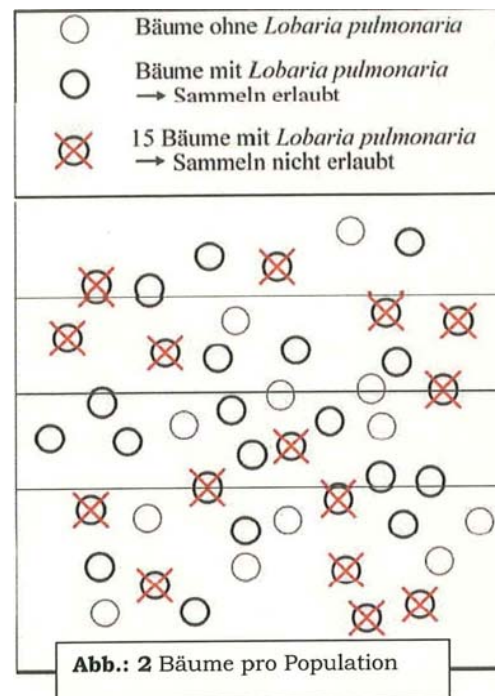 Bäume ohne Lobaria pulmonaria
Bäume mit Lobaria pulmonaria
→ Sammeln erlaubt
15 Bäume mit Lobaria pulmonaria
→ Sammeln nicht erlaubt
Abb.: 2 Bäume pro Population